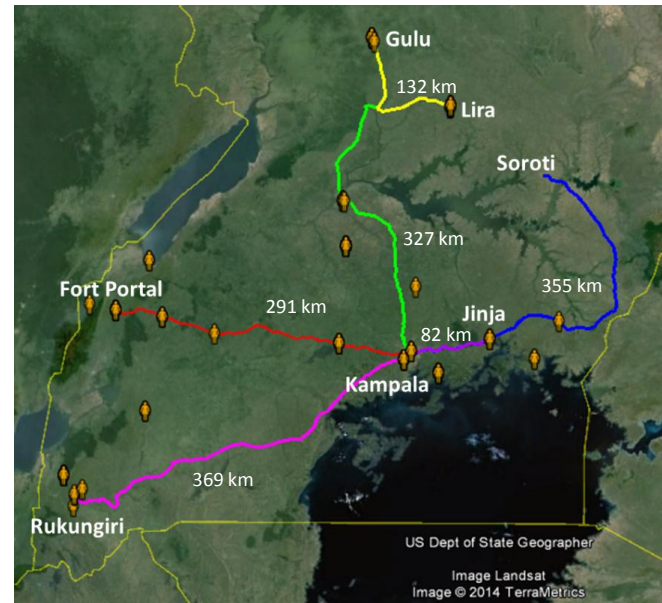 Gulu
132 km
Lira
Soroti
327 km
Fort Portal
291 km
355 km
Jinja
82 km
Kampala
369 km
Rukungiri
US Dept of State Geographer
Image Landsat
Image © 2014 TerraMetrics